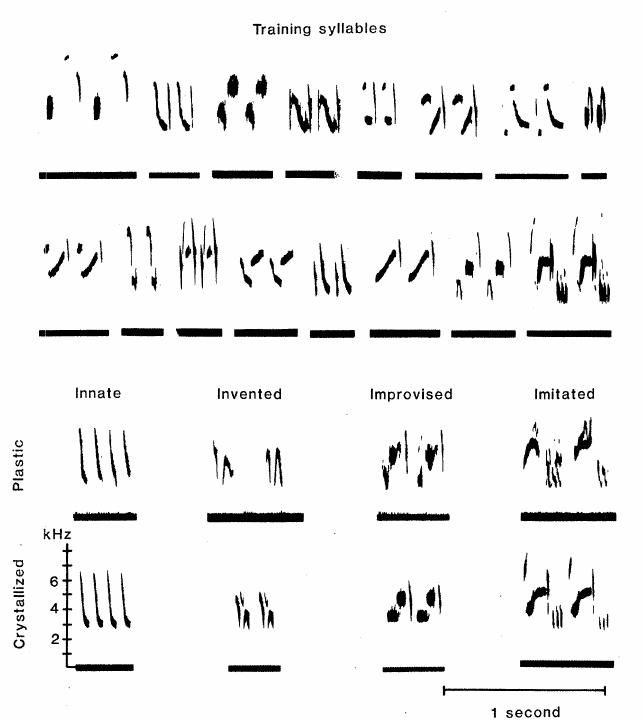 Training syllables
Innate
Invented
Improvised
Imitated
Plastic
kHz
6
4
2
Crystallized
1 second